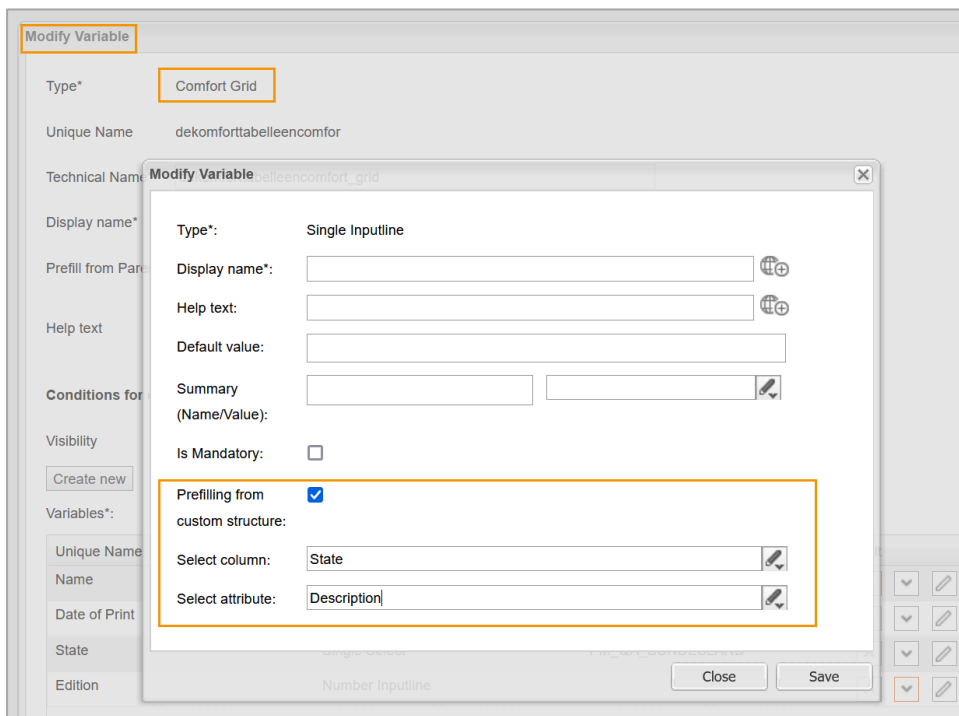 Modify Variable
Type* Comfort Grid
Unique Name dekomforttabelleencomfor
Technical Name
Display name*
Prefill from Pare
Help text
Conditions for
Visibility
Create new
Variables*:
Unique Name
Name
Date of Print
State Single Select
Edition Number Inputline
Modify Variable
Type*: Single Inputline
Display name*:
Help text:
Default value:
Summary
(Name/Value):
Is Mandatory:
Prefilling from
custom structure:
Select column: State
Select attribute: Description
Close Save